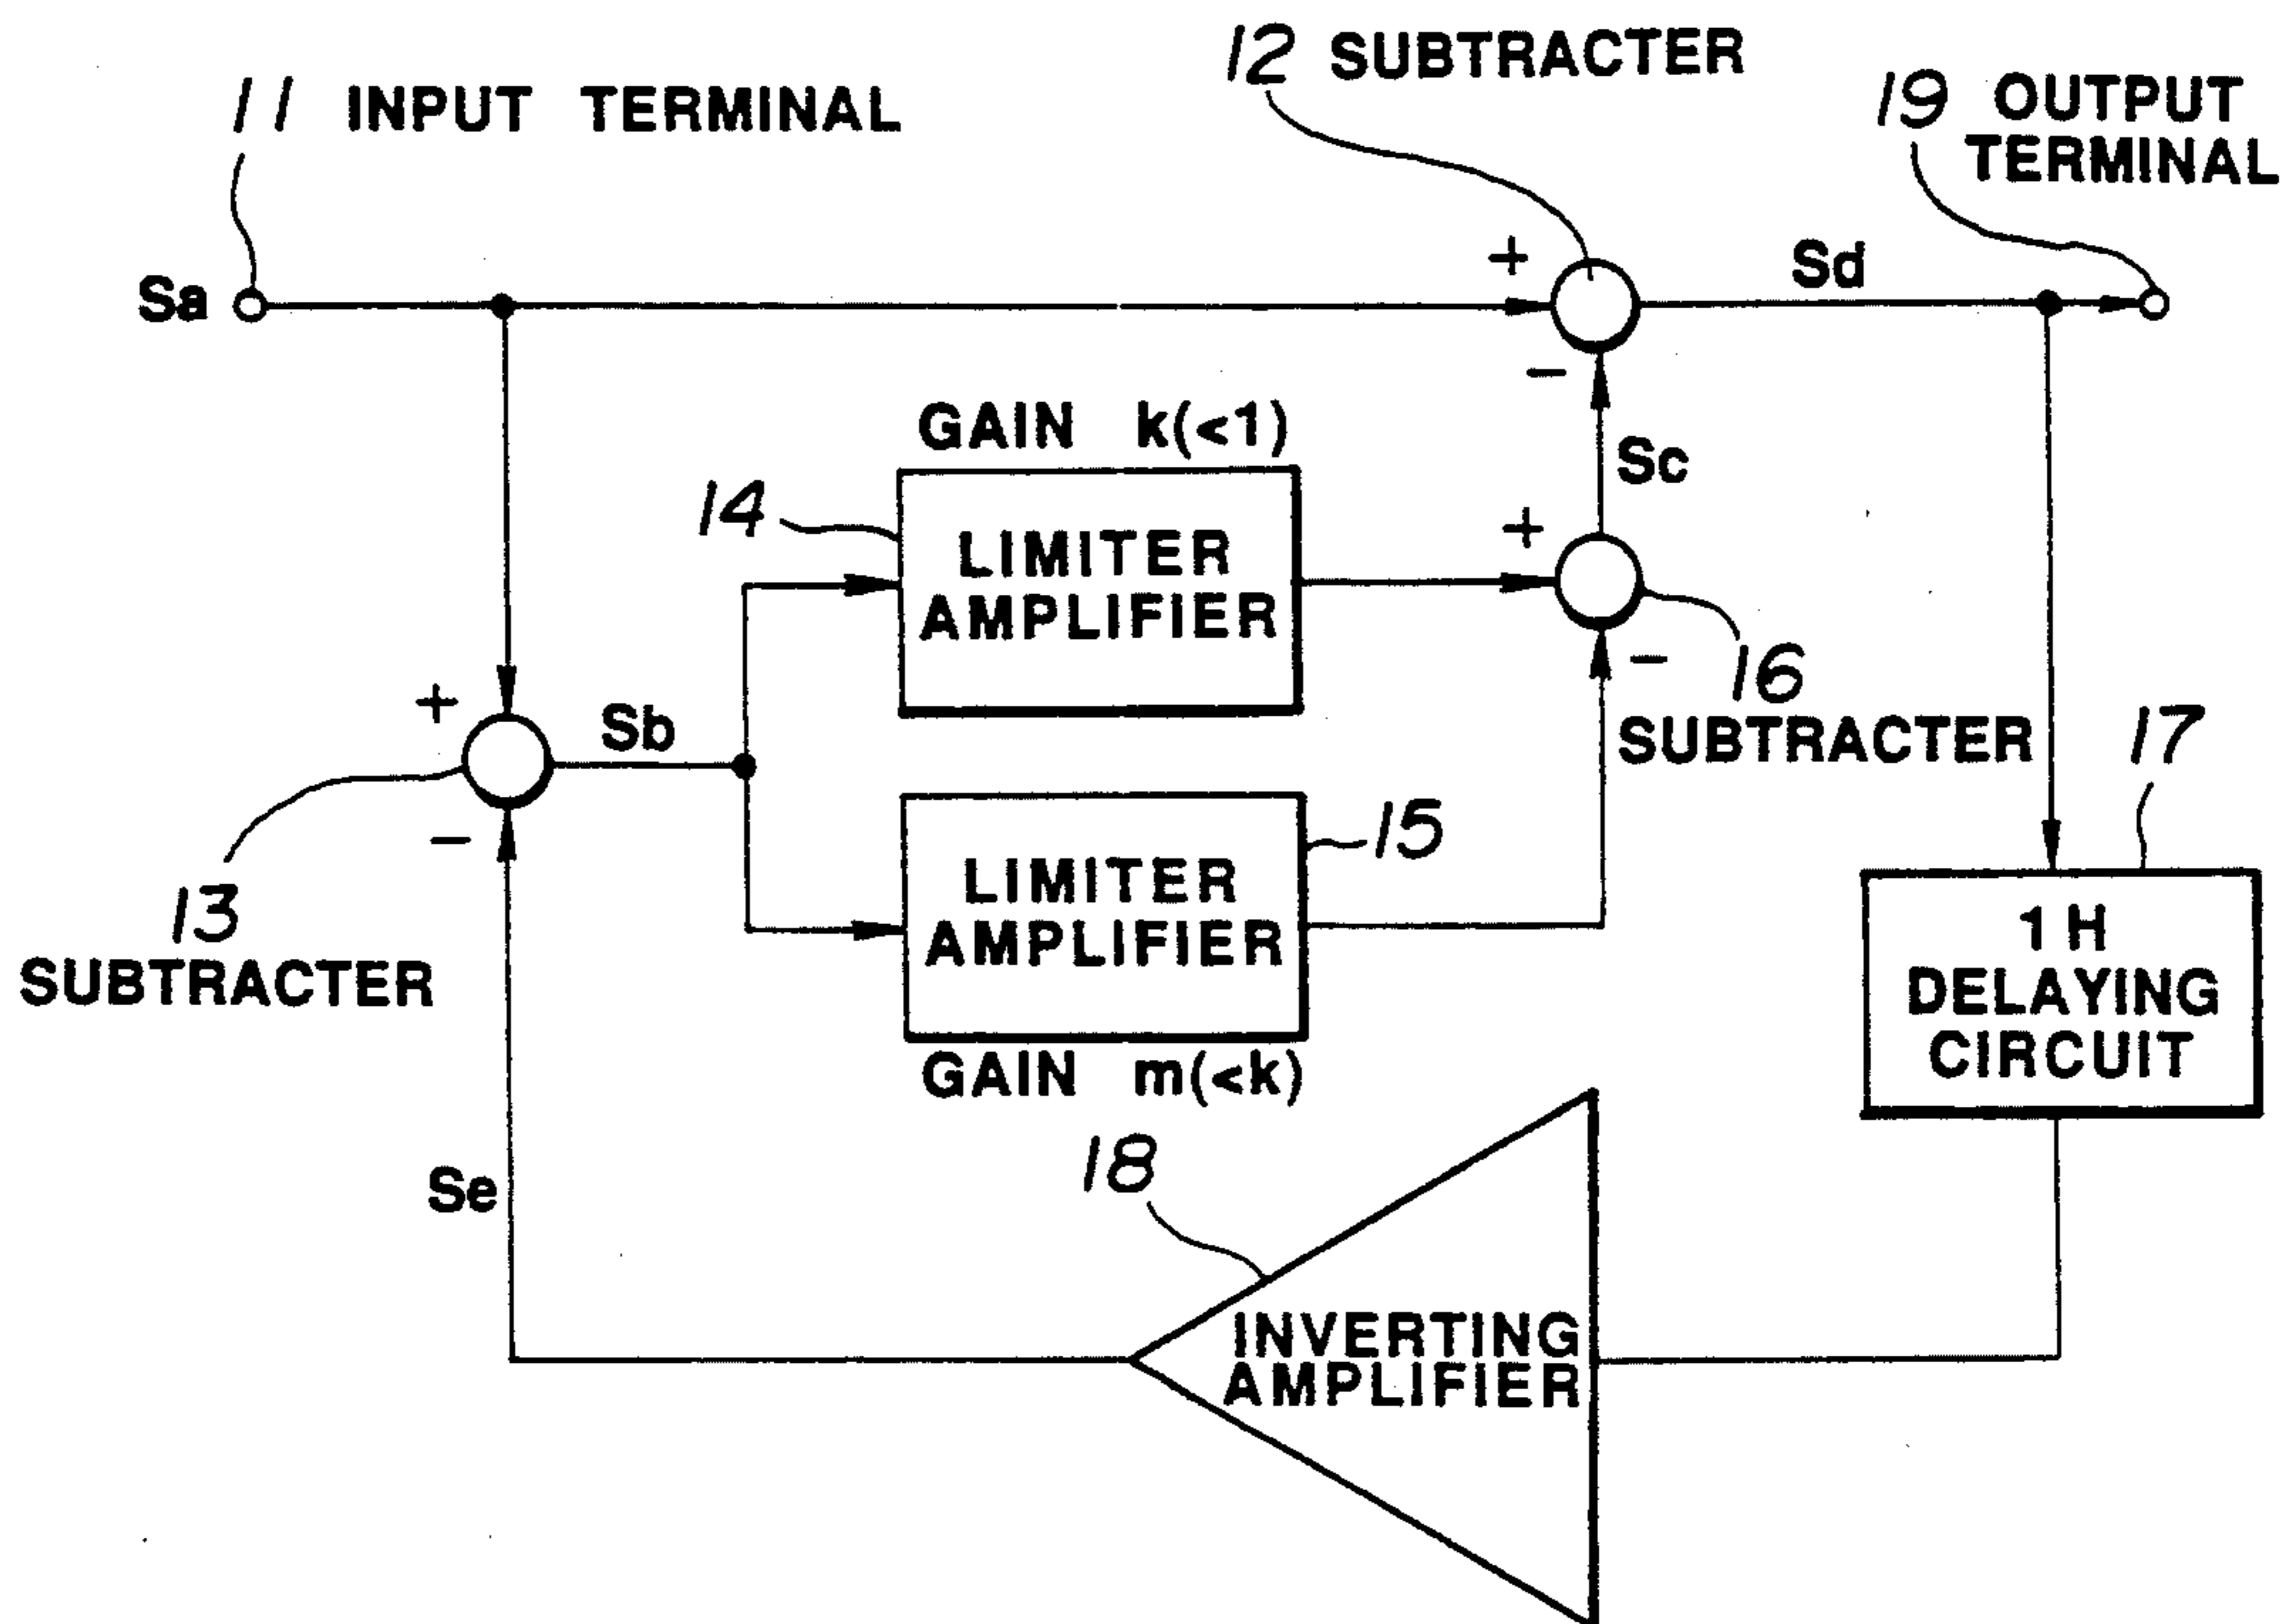 12 SUBTRACTER
11 INPUT TERMINAL
19 OUTPUT
TERMINAL
+
Sd
Sa
−
GAIN k(<1)
Sc
14
LIMITER
AMPLIFIER
+
−
16
SUBTRACTER
+
Sb
17
−
15
LIMITER
AMPLIFIER
13
SUBTRACTER
1H
DELAYING
CIRCUIT
GAIN m(<k)
18
Se
INVERTING
AMPLIFIER